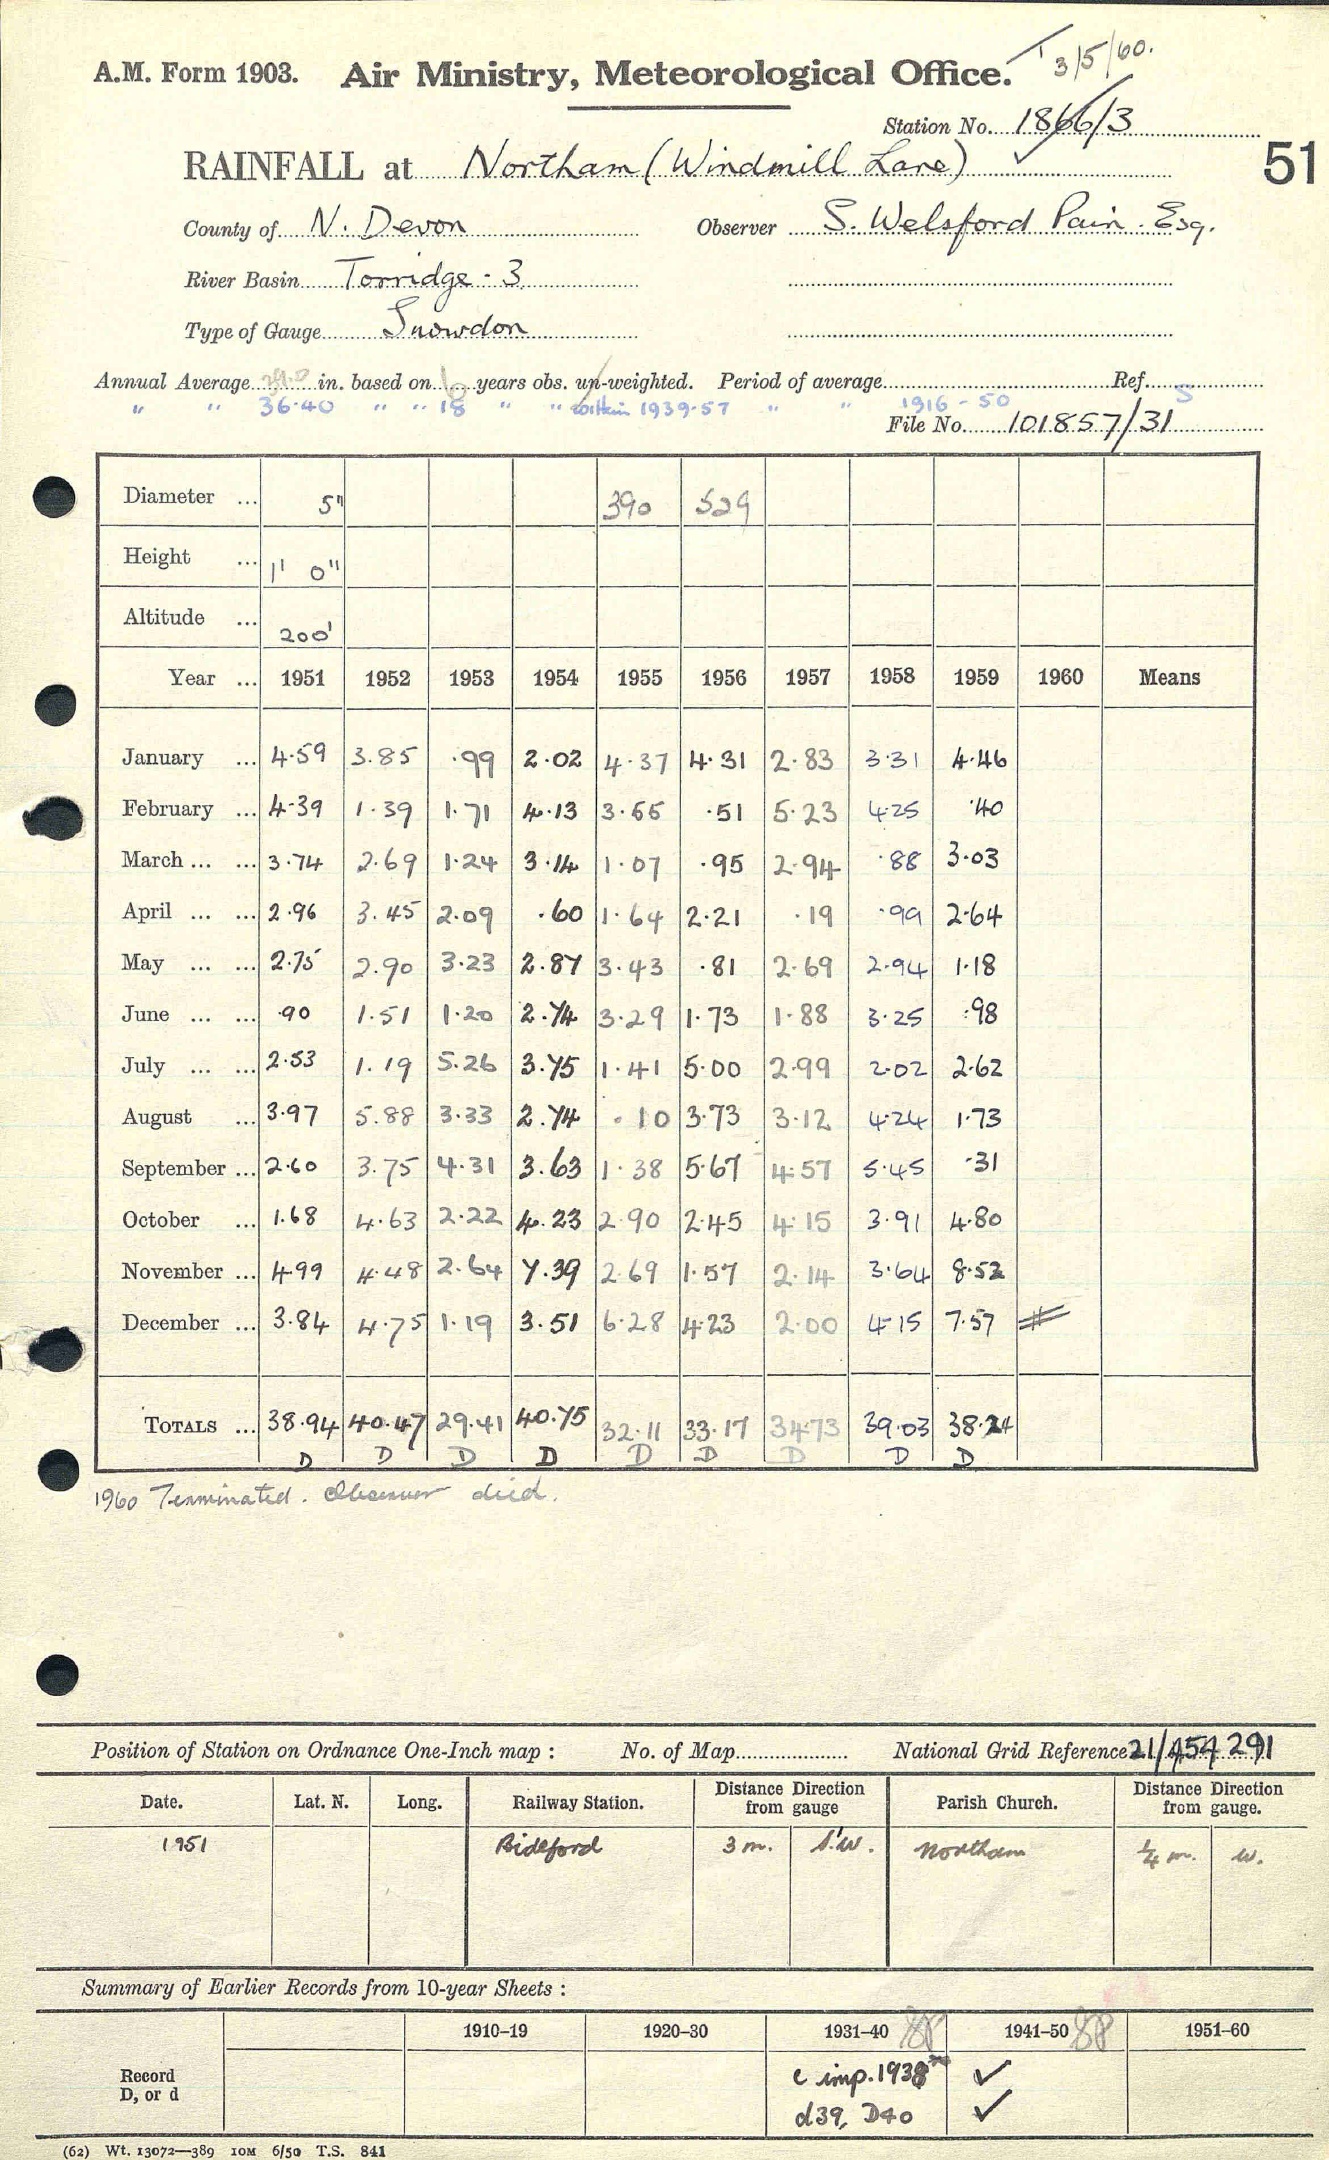 1 3/5/60.
A.M. Form 1903. Air Ministry, Meteorological Office.
Station No. 1866/3
RAINFALL at Northam (Windmill Lane) 51
County of N. Devon Observer S. Welsford Pain. Esq.
River Basin Torridge - 3
Type of Gauge Snowdon
Annual Average in. based on years obs. un-weighted. Period of average Ref.
" " 36.40 " " 18 " " within 1939-57 " " 1916 - 50 S
File No. 101857/31
Diameter ... 5" 390 529
Height ... 1' 0"
Altitude ... 200'
Year ... 1951 1952 1953 1954 1955 1956 1957 1958 1959 1960 Means
January ... 4.59 3.85 .99 2.02 4.37 4.31 2.83 3.31 4.46
February ... 4.39 1.39 1.71 4.13 3.55 .51 5.23 4.25 .40
March ... ... 3.74 2.69 1.24 3.14 1.07 .95 2.94 .88 3.03
April ... ... 2.96 3.45 2.09 .60 1.64 2.21 .19 .99 2.64
May ... ... 2.75 2.90 3.23 2.87 3.43 .81 2.69 2.94 1.18
June ... ... .90 1.51 1.20 2.74 3.29 1.73 1.88 3.25 .98
July ... ... 2.53 1.19 5.26 3.75 1.41 5.00 2.99 2.02 2.62
August ... 3.97 5.88 3.33 2.74 .10 3.73 3.12 4.24 1.73
September ... 2.60 3.75 4.31 3.63 1.38 5.67 4.57 5.45 .31
October ... 1.68 4.63 2.22 4.23 2.90 2.45 4.15 3.91 4.80
November ... 4.99 4.48 2.64 7.39 2.69 1.57 2.14 3.64 8.52
December ... 3.84 4.75 1.19 3.51 6.28 4.23 2.00 4.15 7.57
TOTALS ... 38.94 40.47 29.41 40.75 32.11 33.17 34.73 39.03 38.24
D D D D D D D D D
1960 Terminated. Observer died.
Position of Station on Ordnance One-Inch map : No. of Map National Grid Reference 21/454 291
Date. Lat. N. Long. Railway Station. Distance Direction from gauge Parish Church. Distance Direction from gauge.
1951 Bideford 3 m. S.W. Northam 1/4 m. W.
Summary of Earlier Records from 10-year Sheets :
1910–19 1920–30 1931–40 1941–50 1951–60
Record c imp. 1938 ✓
D, or d d39, D40 ✓
(62) Wt. 13072—389 10M 6/50 T.S. 841